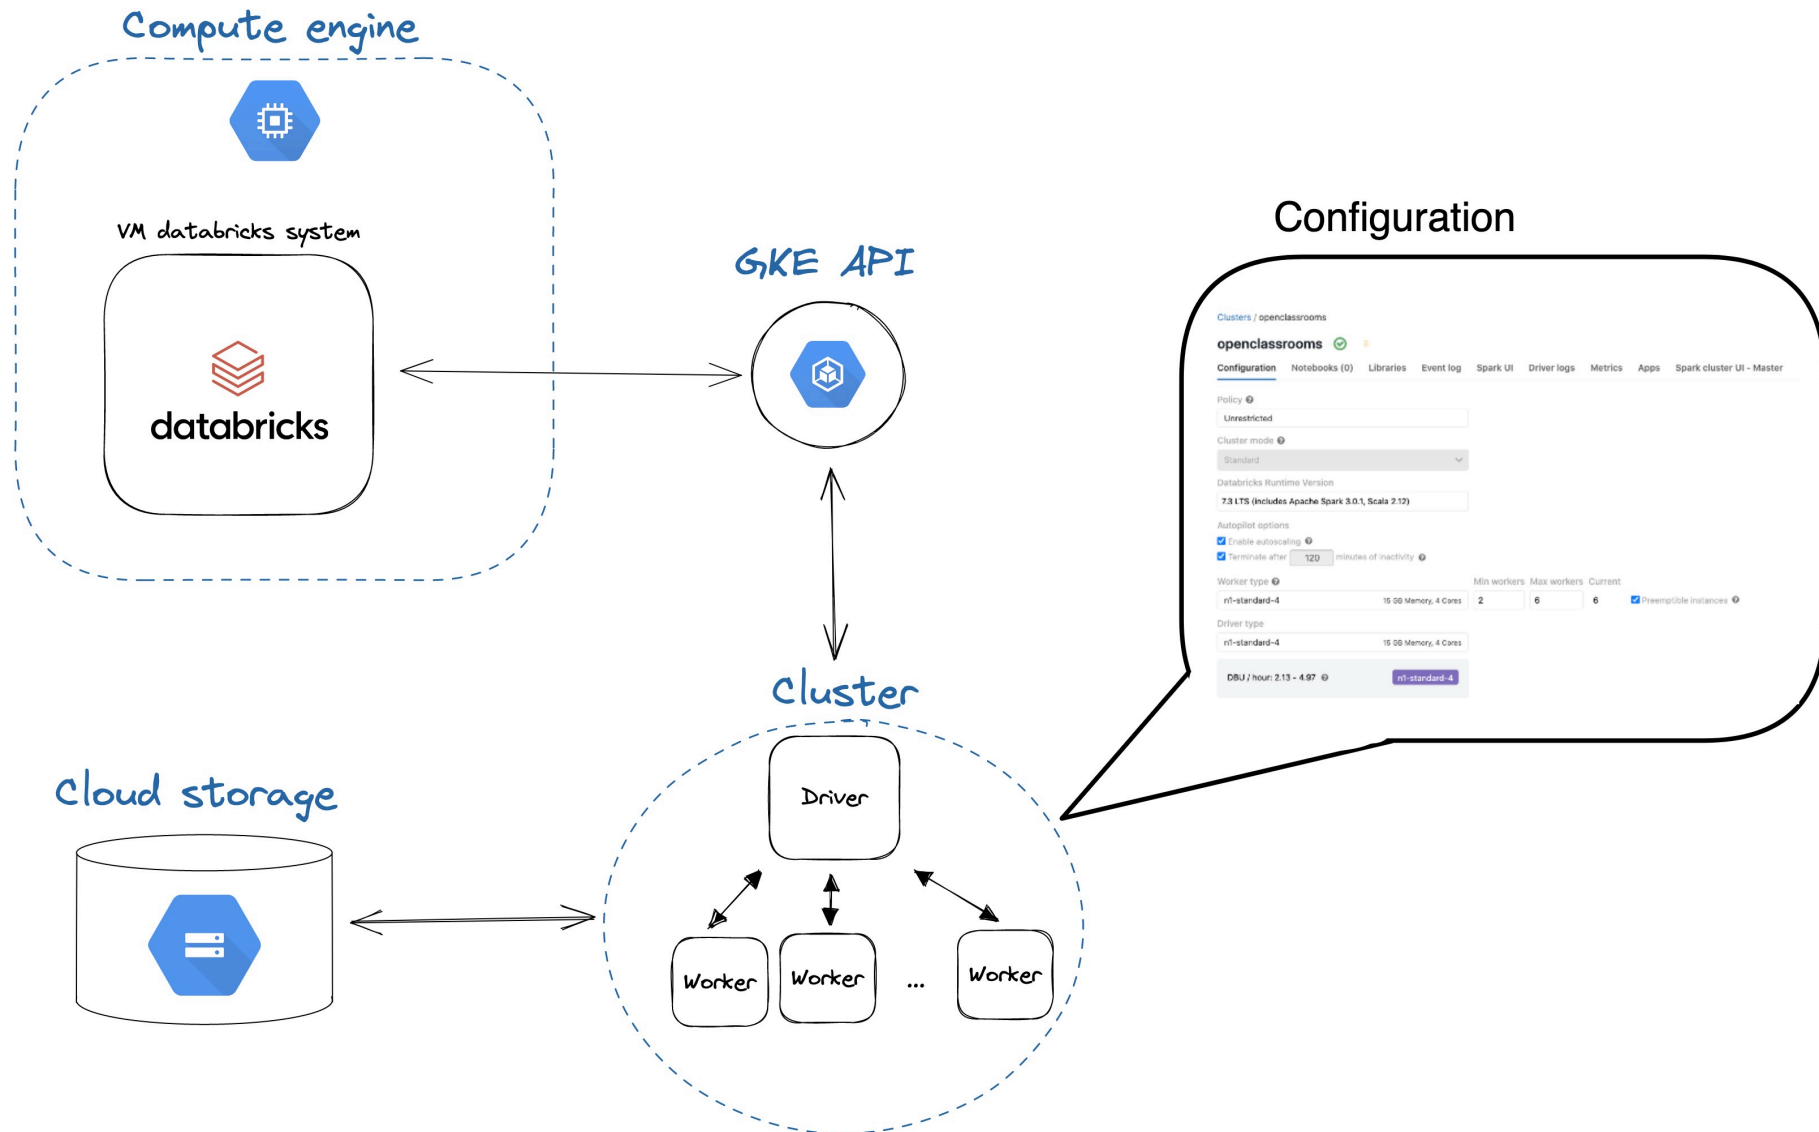 Compute engine
VM databricks system
databricks
GKE API
Configuration
Clusters / openclassrooms
openclassrooms
Configuration Notebooks (0) Libraries Event log Spark UI Driver logs Metrics Apps Spark cluster UI - Master
Policy
Unrestricted
Cluster mode
Standard
Databricks Runtime Version
7.3 LTS (includes Apache Spark 3.0.1, Scala 2.12)
Autopilot options
Enable autoscaling
Terminate after 120 minutes of inactivity
Worker type Min workers Max workers Current
n1-standard-4 15 GB Memory, 4 Cores 2 6 6 Preemptible instances
Driver type
n1-standard-4 15 GB Memory, 4 Cores
DBU / hour: 2.13 - 4.97 n1-standard-4
Cluster
Driver
Worker Worker ... Worker
Cloud storage